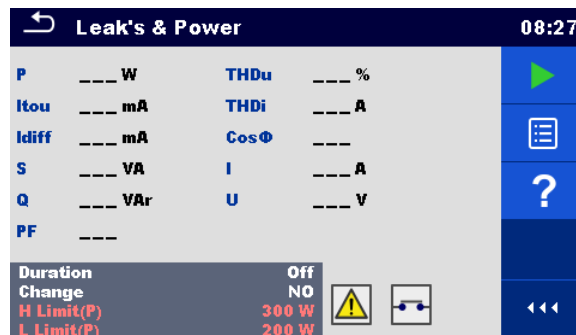 Leak's & Power 08:27
P ___ W THDu ___ %
Itou ___ mA THDi ___ A
Idiff ___ mA CosΦ ___
S ___ VA I ___ A
Q ___ VAr U ___ V
PF ___
?
Duration Off
Change NO
H Limit(P) 300 W
L Limit(P) 200 W